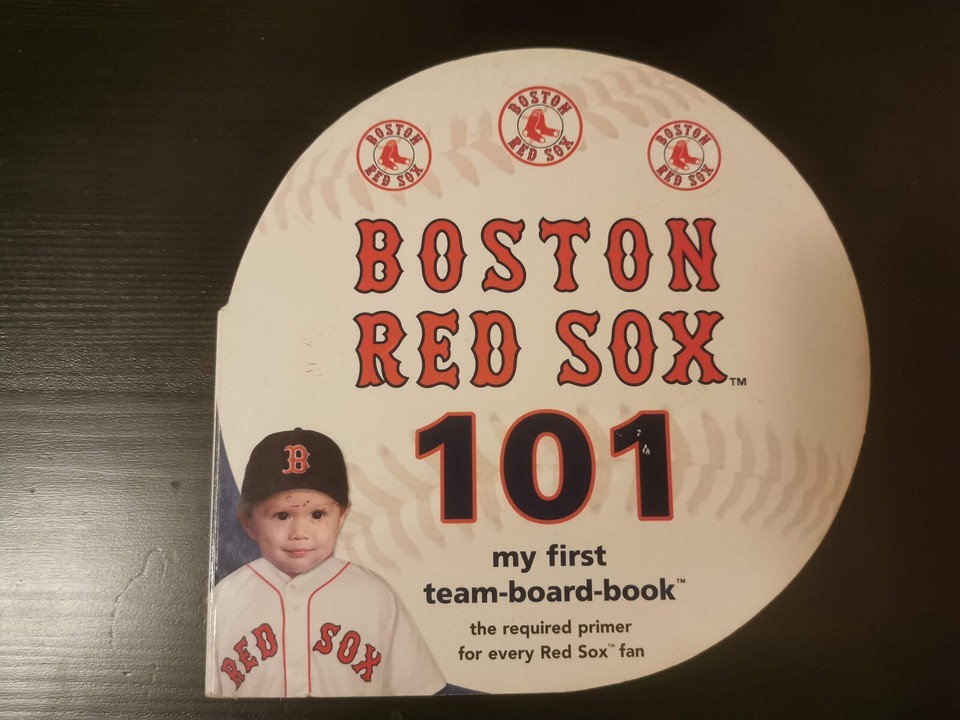 BOSTON
RED SOX
BOSTON
RED SOX
BOSTON
RED SOX
BOSTON
RED SOX™
101
my first
team-board-book™
the required primer
for every Red Sox™ fan
B
RED SOX